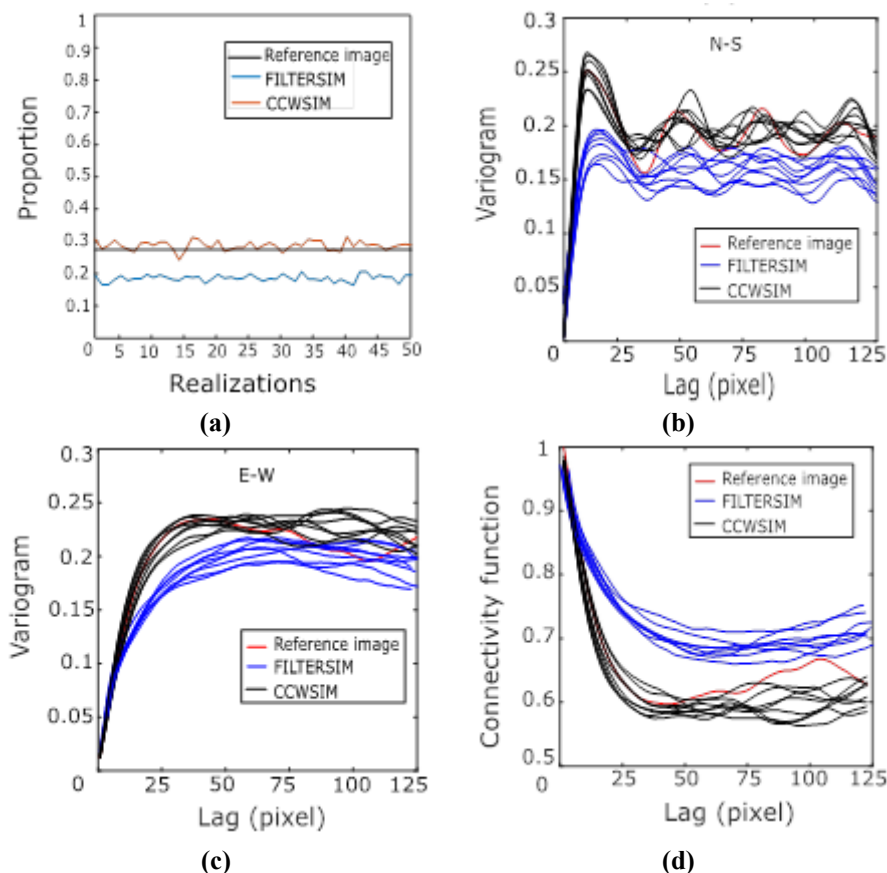 1
0.9
0.8
0.7
0.6
0.5
0.4
0.3
0.2
0.1
Proportion
Reference image
FILTERSIM
CCWSIM
0 5 10 15 20 25 30 35 40 45 50
Realizations
(a)
0.3
0.25
0.2
0.15
0.1
0.05
Variogram
N-S
Reference image
FILTERSIM
CCWSIM
0 25 50 75 100 125
Lag (pixel)
(b)
0.3
0.25
0.2
0.15
0.1
0.05
Variogram
E-W
Reference image
FILTERSIM
CCWSIM
0 25 50 75 100 125
Lag (pixel)
(c)
1
0.9
0.8
0.7
0.6
0.5
Connectivity function
Reference image
FILTERSIM
CCWSIM
0 25 50 75 100 125
Lag (pixel)
(d)